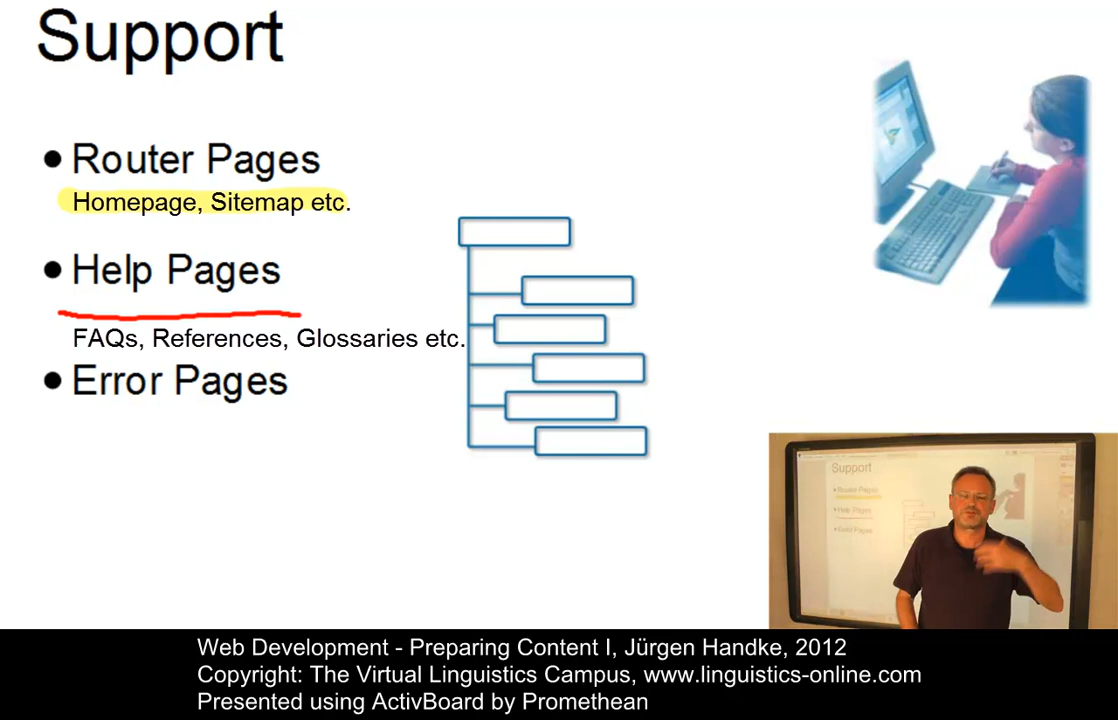 Support
• Router Pages
Homepage, Sitemap etc.
• Help Pages
FAQs, References, Glossaries etc.
• Error Pages
Support
• Router Pages
• Help Pages
• Error Pages
Web Development - Preparing Content I, Jürgen Handke, 2012
Copyright: The Virtual Linguistics Campus, www.linguistics-online.com
Presented using ActivBoard by Promethean